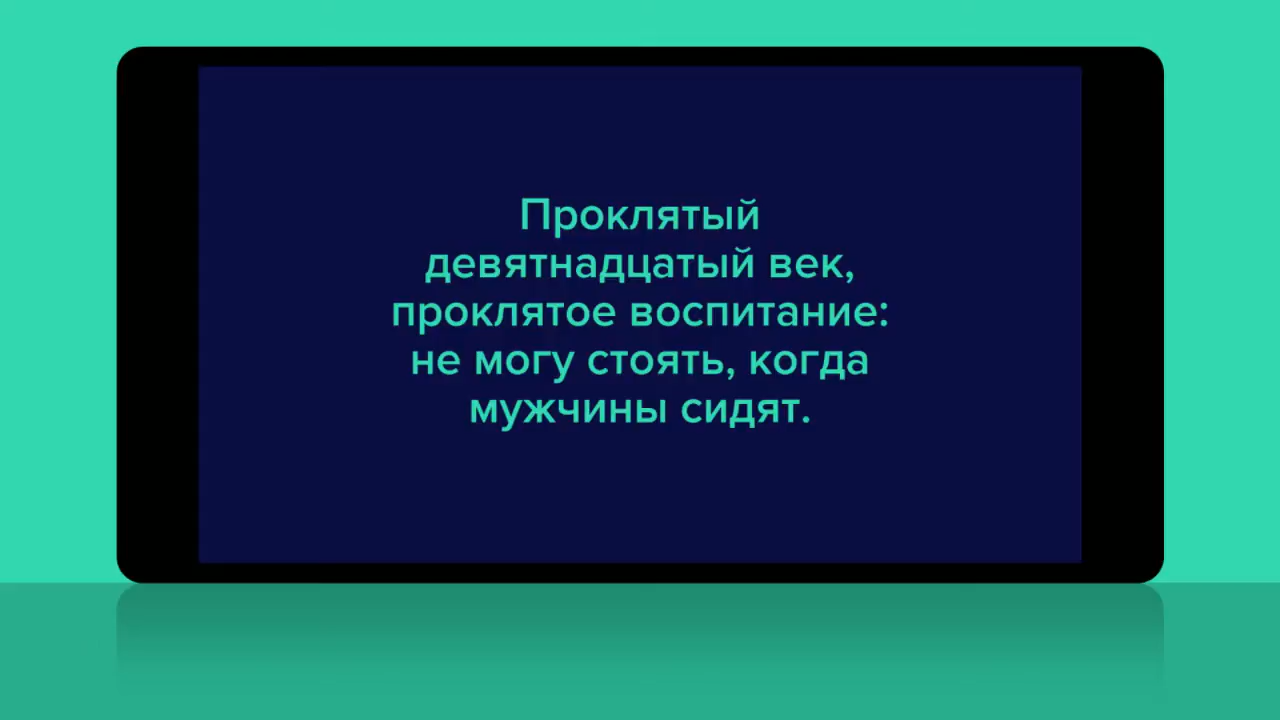 Проклятый
девятнадцатый век,
проклятое воспитание:
не могу стоять, когда
мужчины сидят.